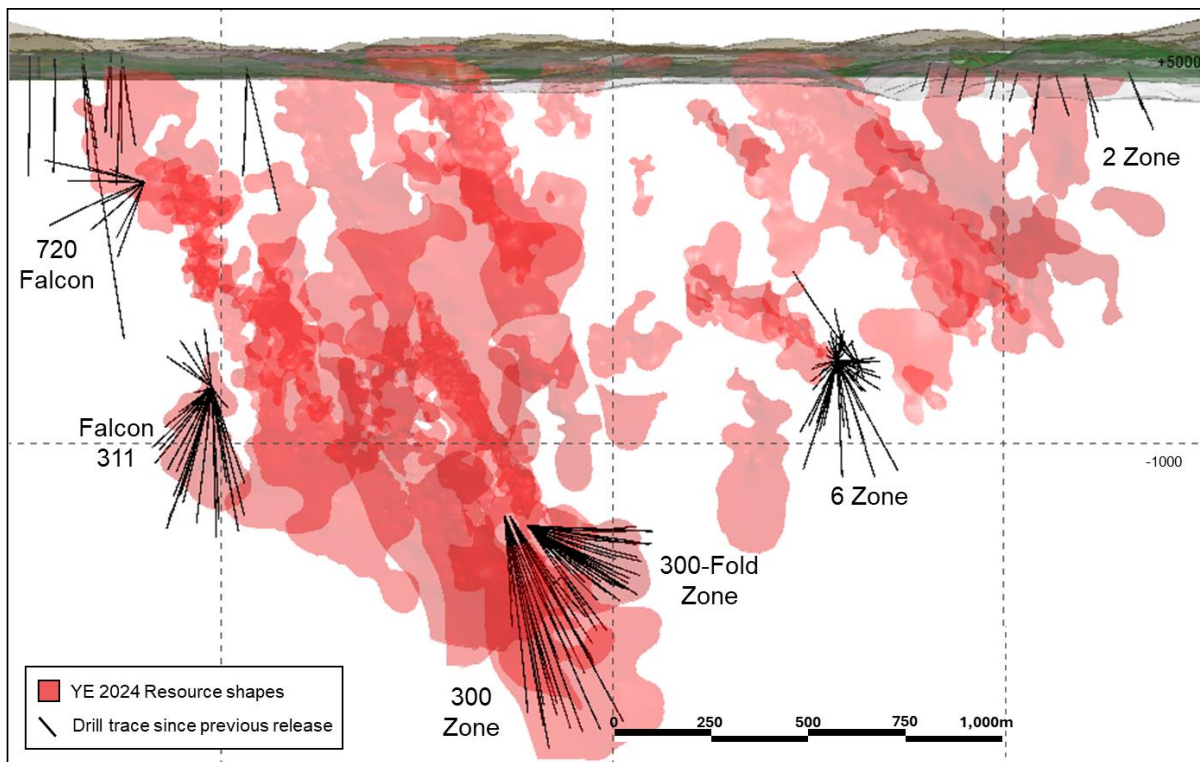 +5000
2 Zone
720
Falcon
Falcon
311
-1000
6 Zone
300-Fold
Zone
300
Zone
YE 2024 Resource shapes
Drill trace since previous release
0 250 500 750 1,000m